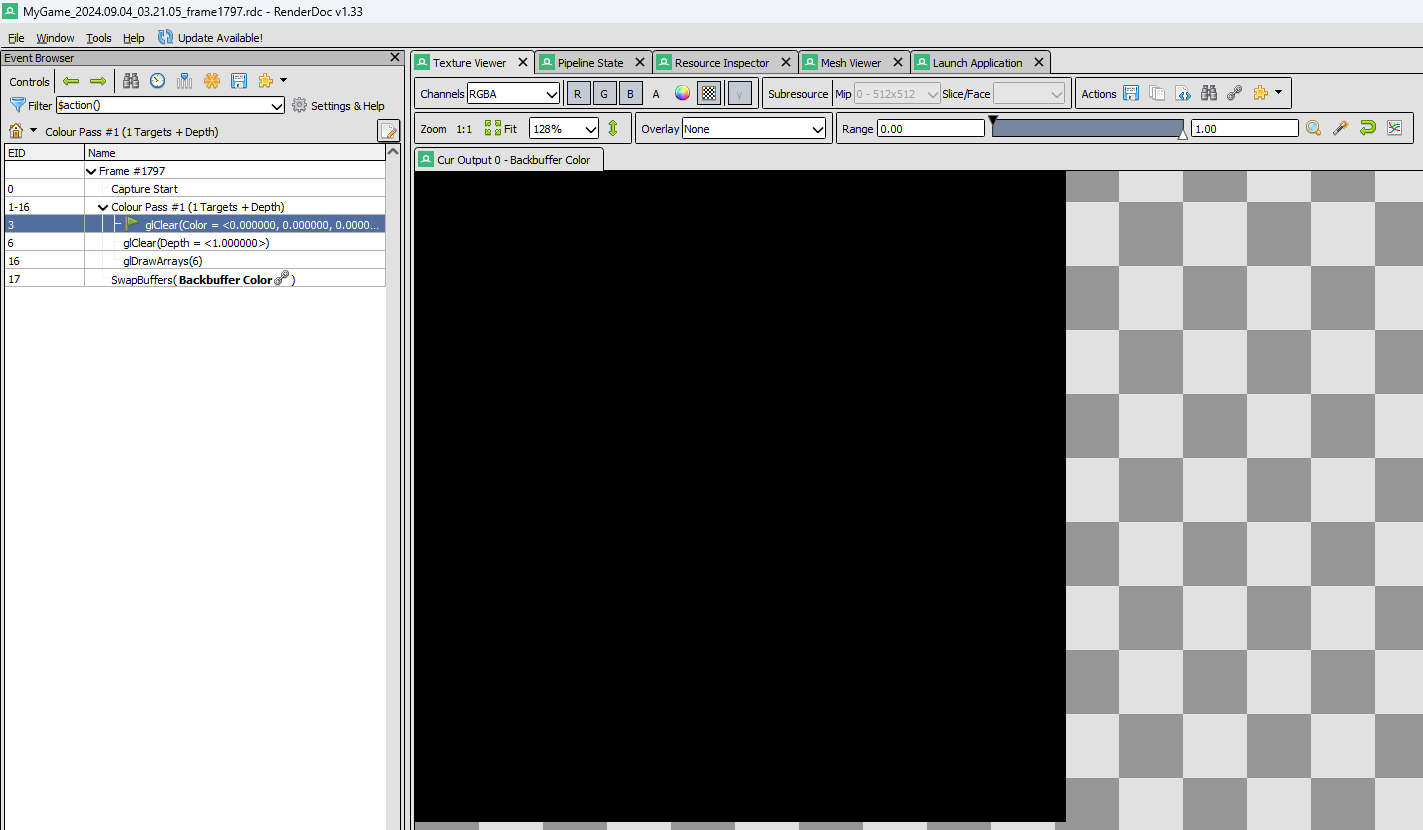 MyGame_2024.09.04_03.21.05_frame1797.rdc - RenderDoc v1.33
File Window Tools Help Update Available!
Event Browser
Controls
Filter $action() Settings & Help
Colour Pass #1 (1 Targets + Depth)
EID Name
Frame #1797
0 Capture Start
1-16 Colour Pass #1 (1 Targets + Depth)
3 glClear(Color = <0.000000, 0.000000, 0.0000...
6 glClear(Depth = <1.000000>)
16 glDrawArrays(6)
17 SwapBuffers( Backbuffer Color )
Texture Viewer Pipeline State Resource Inspector Mesh Viewer Launch Application
Channels RGBA R G B A γ Subresource Mip 0 - 512x512 Slice/Face Actions
Zoom 1:1 Fit 128% Overlay None Range 0.00 1.00
Cur Output 0 - Backbuffer Color